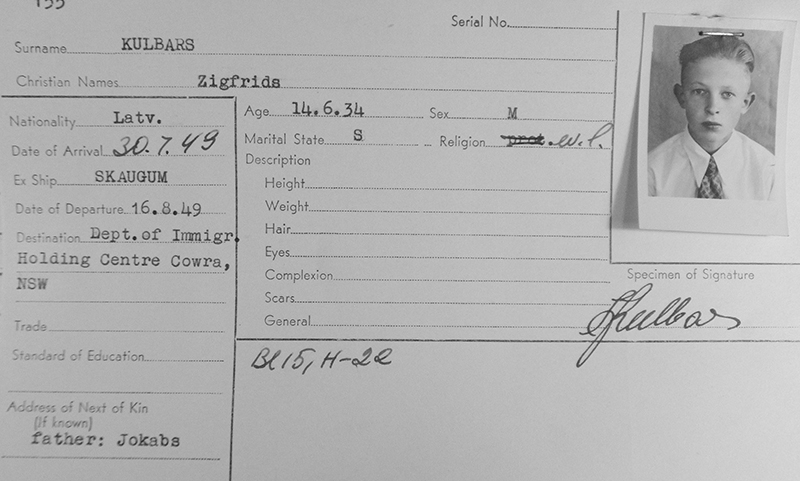 Serial No.
Surname KULBARS
Christian Names Zigfrids
Nationality Latv.
Date of Arrival 30.7.49
Ex Ship SKAUGUM
Date of Departure 16.8.49
Destination Dept.of Immigr.
Holding Centre Cowra,
NSW
Trade
Standard of Education
Address of Next of Kin
(If known)
father: Jokabs
Age 14.6.34 Sex M
Marital State S Religion prot.
Description
Height
Weight
Hair
Eyes
Complexion
Scars
General
Bl15, H-22
Specimen of Signature
Kulbars